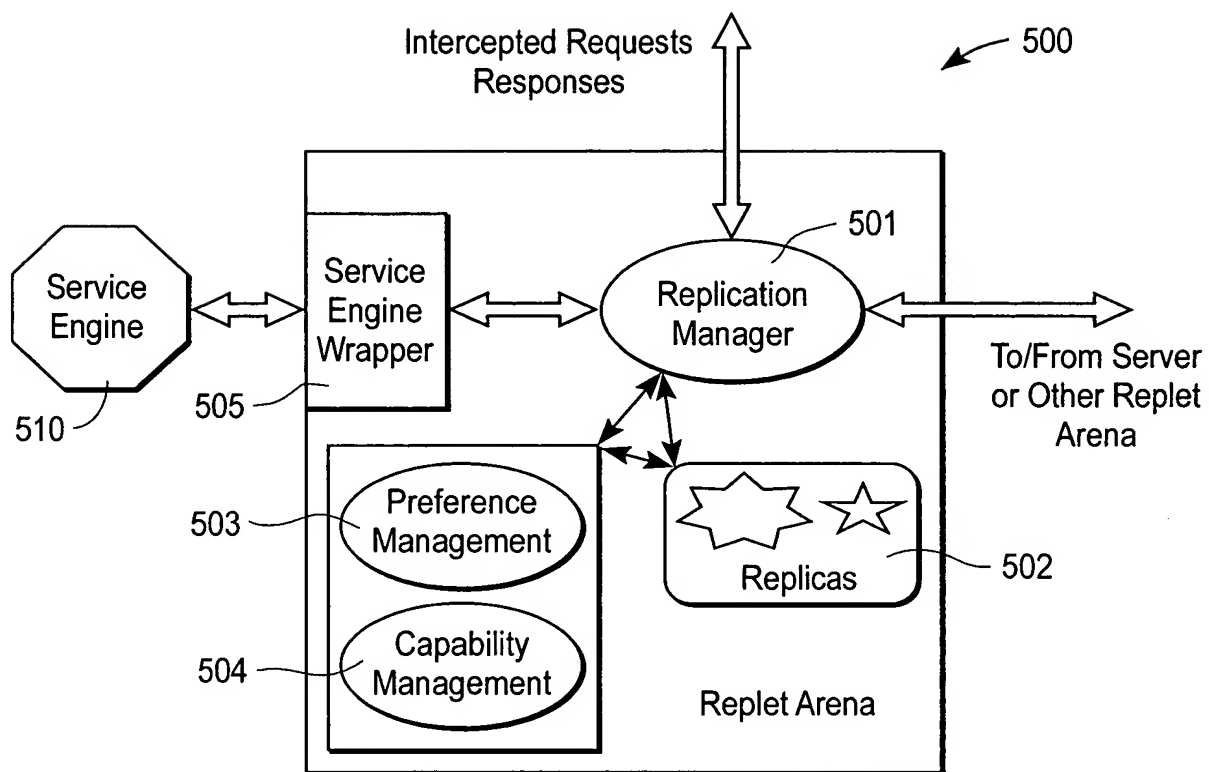 Intercepted Requests
Responses
500
501
Service
Engine
Service
Engine
Wrapper
Replication
Manager
To/From Server
or Other Replet
Arena
510
505
Preference
Management
503
Replicas
502
Capability
Management
504
Replet Arena